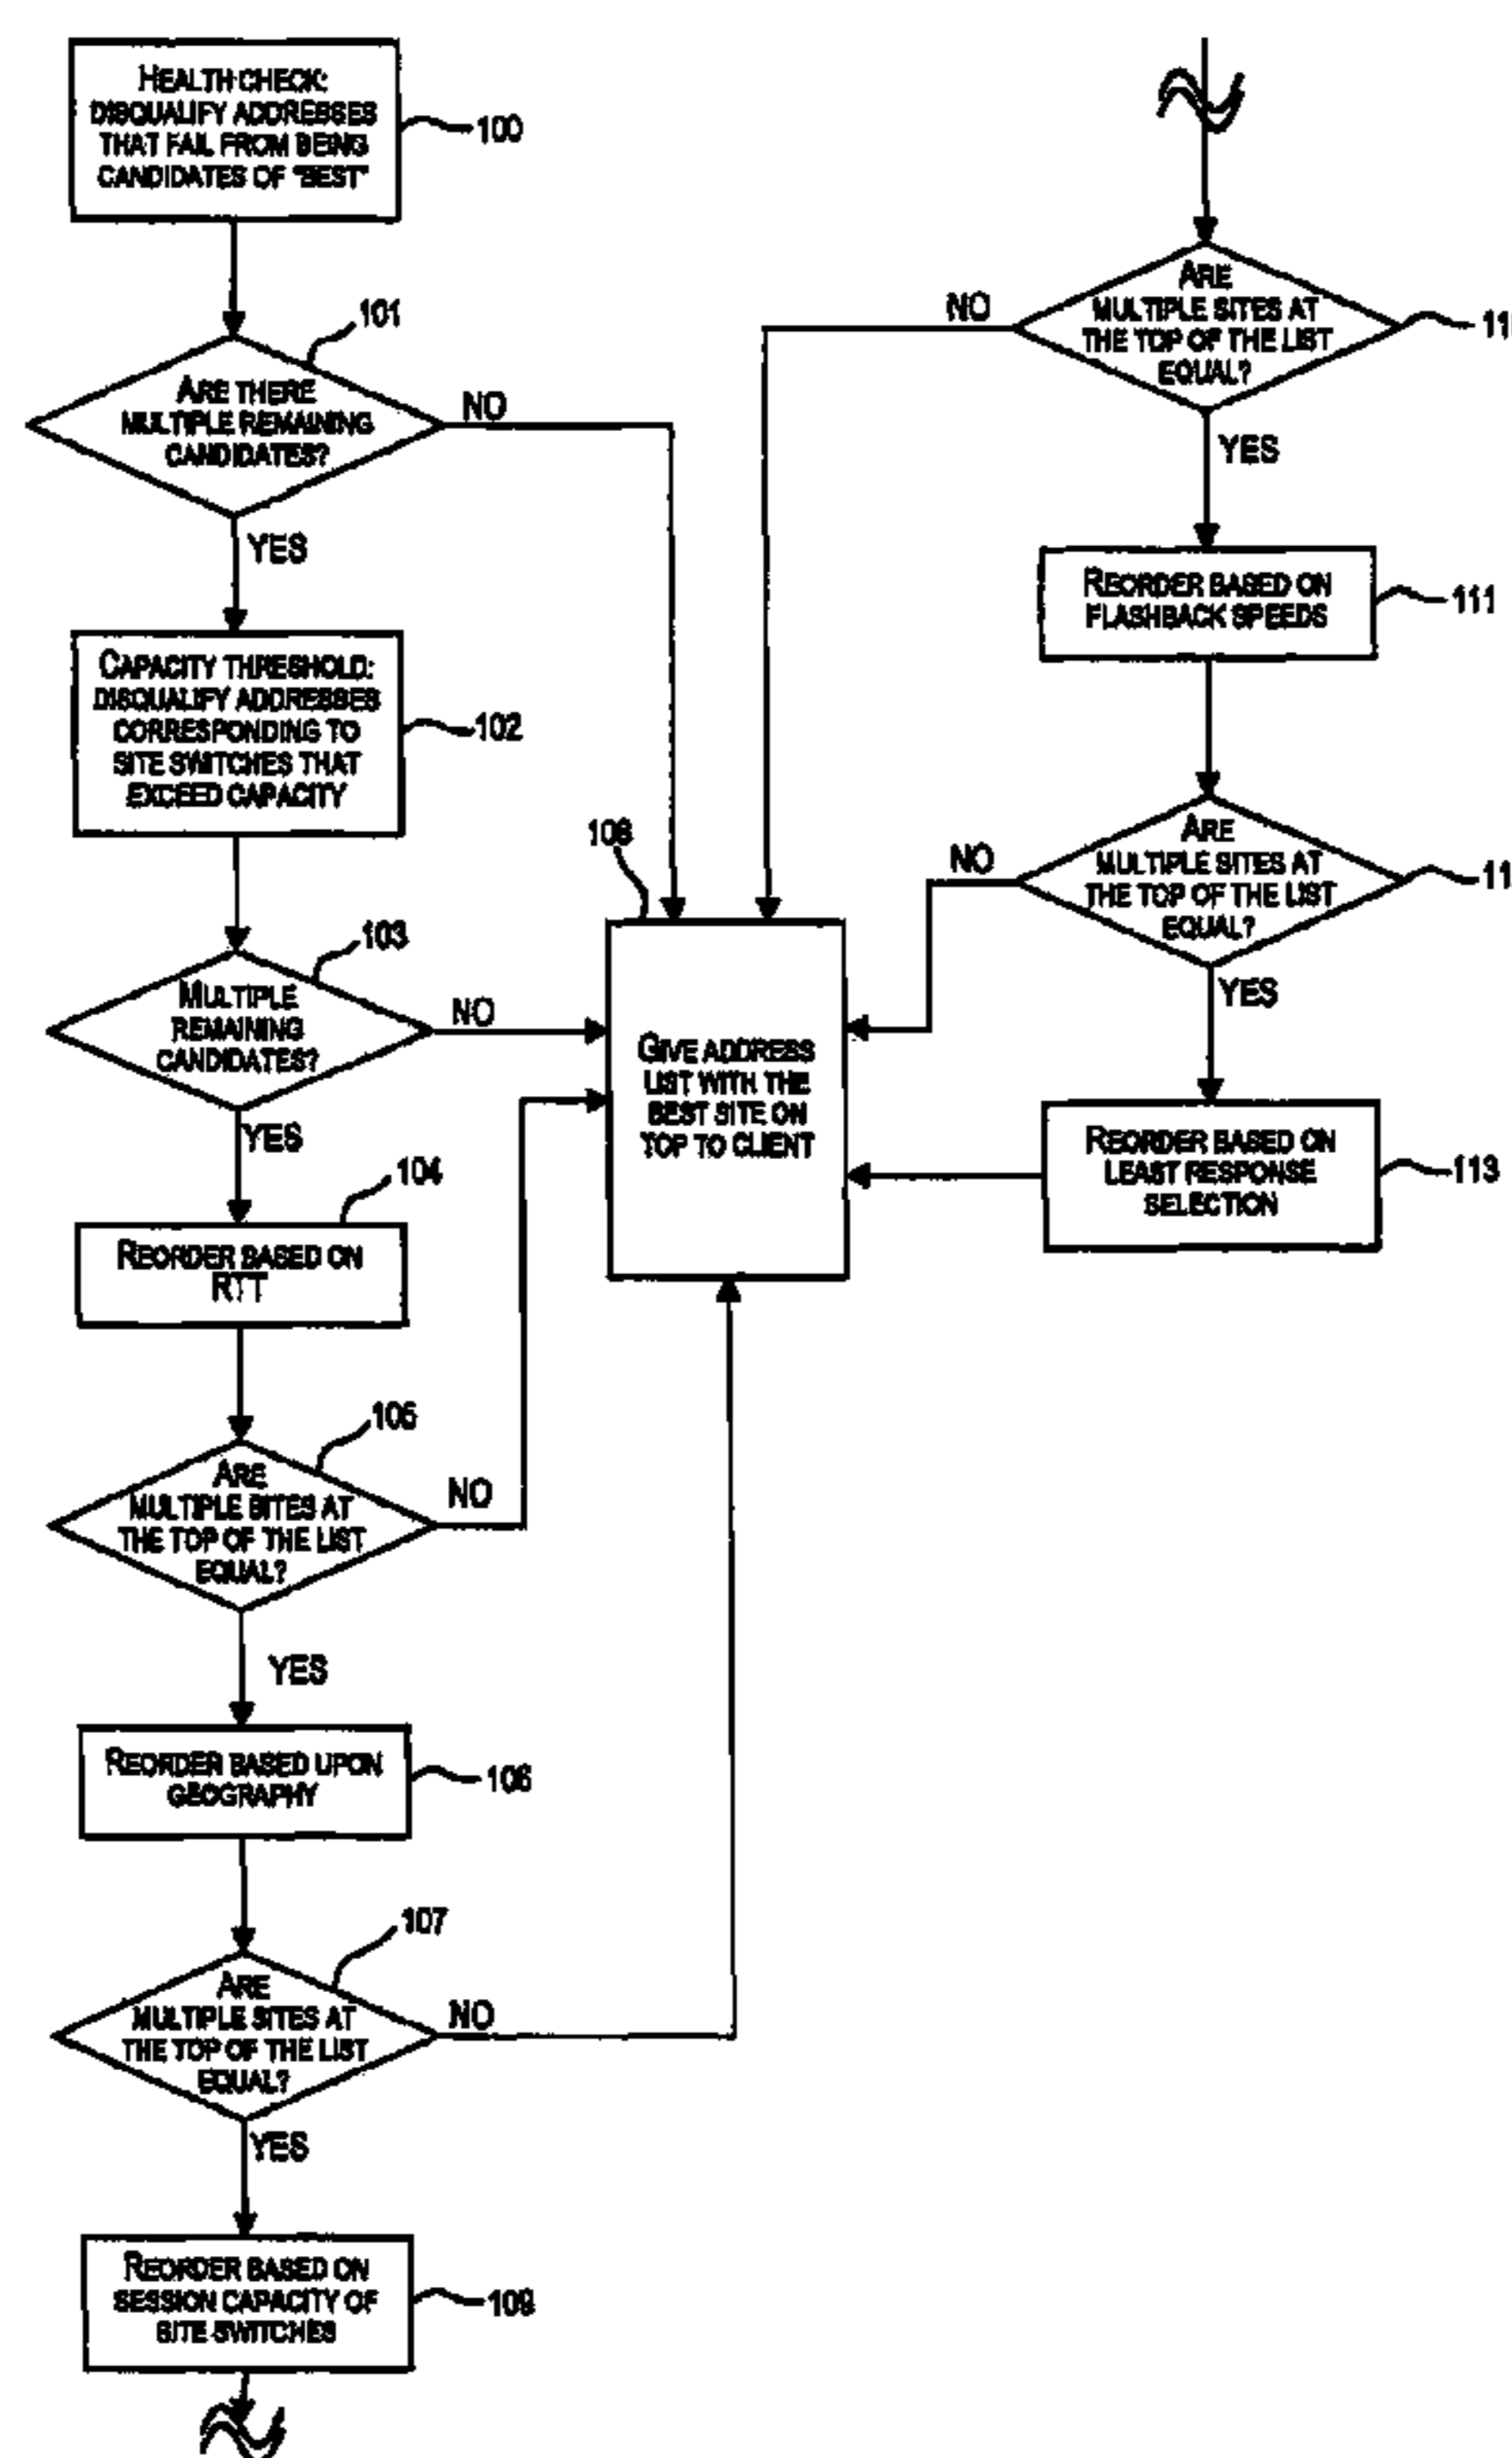 HEALTH CHECK:
DISQUALIFY ADDRESSES
THAT FAIL FROM BEING
CANDIDATES OF "BEST"
100
101
ARE THERE
MULTIPLE REMAINING
CANDIDATES?
NO
YES
CAPACITY THRESHOLD:
DISQUALIFY ADDRESSES
CORRESPONDING TO
SITE SWITCHES THAT
EXCEED CAPACITY
102
103
MULTIPLE
REMAINING
CANDIDATES?
NO
YES
104
REORDER BASED ON
RTT
105
ARE
MULTIPLE SITES AT
THE TOP OF THE LIST
EQUAL?
NO
YES
REORDER BASED UPON
GEOGRAPHY
106
107
ARE
MULTIPLE SITES AT
THE TOP OF THE LIST
EQUAL?
NO
YES
REORDER BASED ON
SESSION CAPACITY OF
SITE SWITCHES
109
108
GIVE ADDRESS
LIST WITH THE
BEST SITE ON
TOP TO CLIENT
ARE
MULTIPLE SITES AT
THE TOP OF THE LIST
EQUAL?
11
NO
YES
REORDER BASED ON
FLASHBACK SPEEDS
111
ARE
MULTIPLE SITES AT
THE TOP OF THE LIST
EQUAL?
11
NO
YES
REORDER BASED ON
LEAST RESPONSE
SELECTION
113